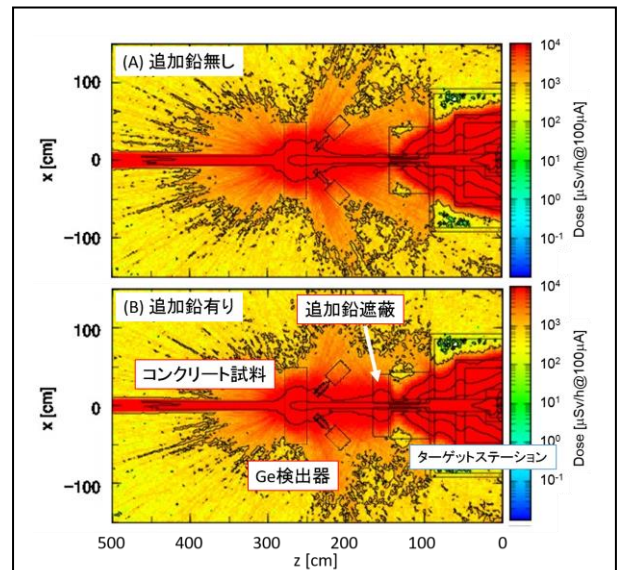 (A) 追加鉛無し
x [cm]
100
0
−100
10⁴
10³
10²
10¹
10⁰
10⁻¹
Dose [μSv/h@100μA]
(B) 追加鉛有り
追加鉛遮蔽
コンクリート試料
Ge検出器
ターゲットステーション
x [cm]
100
0
−100
10⁴
10³
10²
10¹
10⁰
10⁻¹
Dose [μSv/h@100μA]
500 400 300 200 100 0
z [cm]